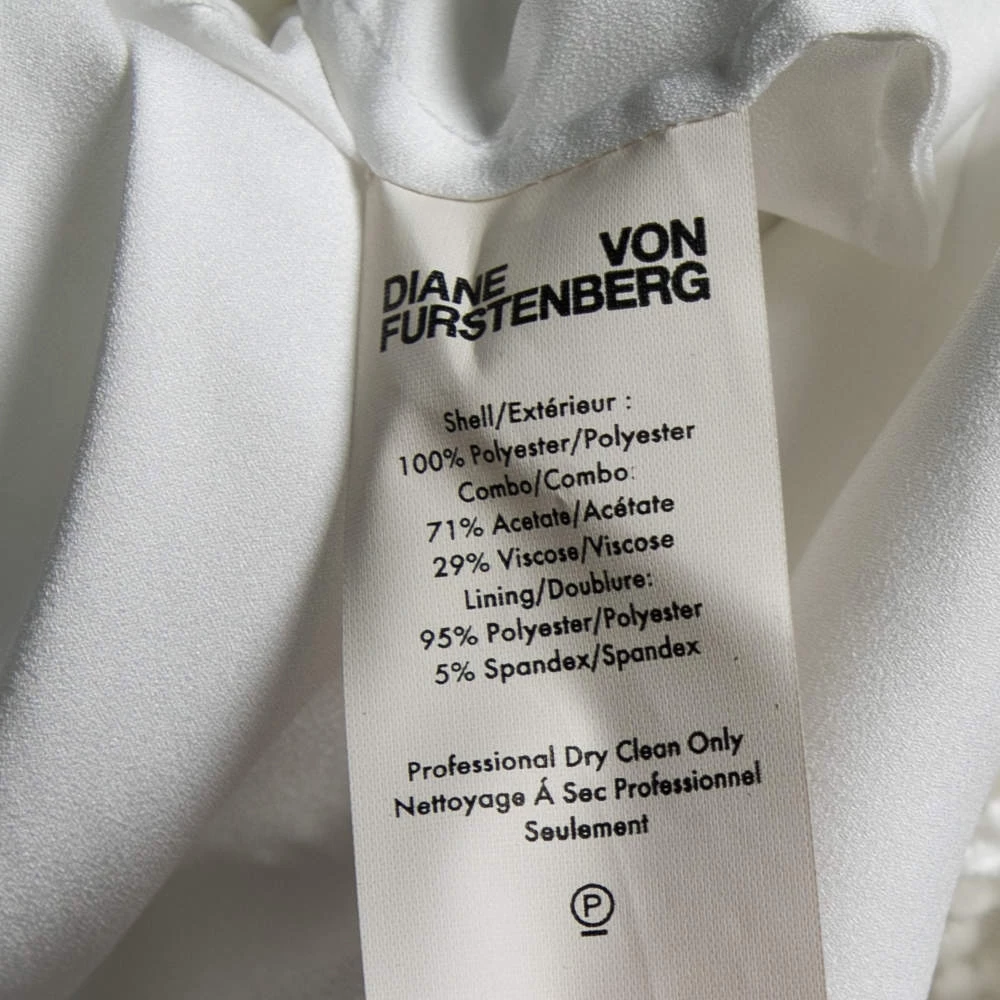 DIANE VON
FURSTENBERG
Shell/Extérieur :
100% Polyester/Polyester
Combo/Combo:
71% Acetate/Acétate
29% Viscose/Viscose
Lining/Doublure:
95% Polyester/Polyester
5% Spandex/Spandex
Professional Dry Clean Only
Nettoyage Á Sec Professionnel
Seulement
P